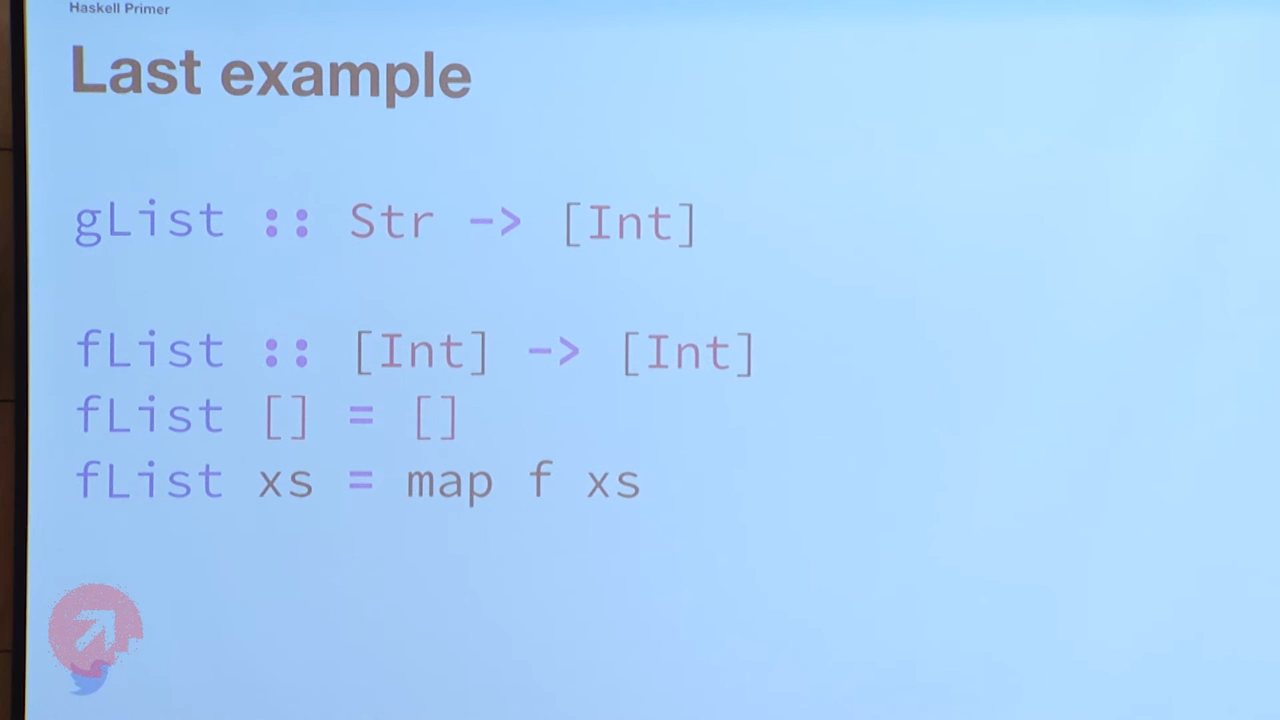 Haskell Primer
Last example
gList :: Str -> [Int]
fList :: [Int] -> [Int]
fList [] = []
fList xs = map f xs